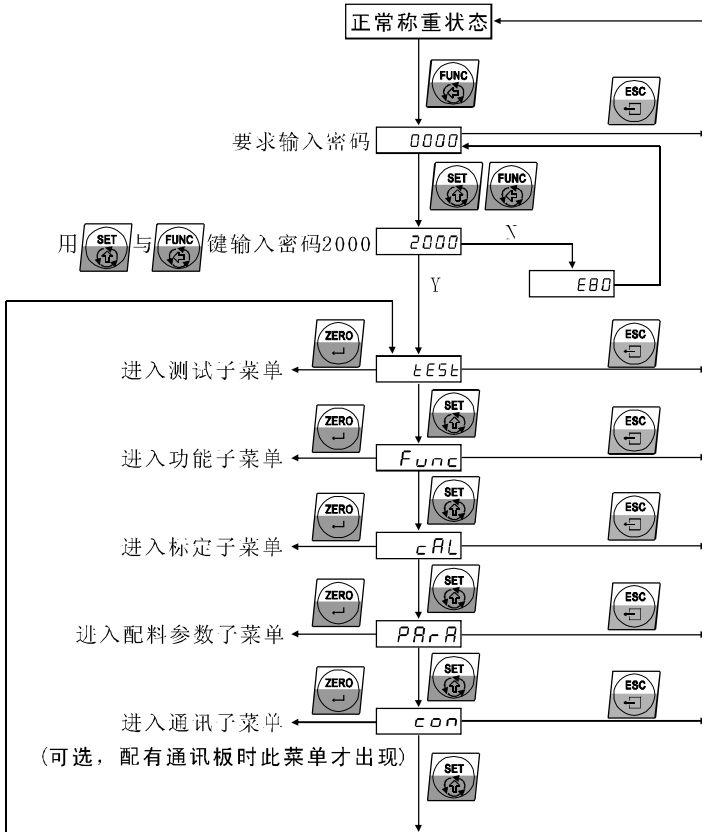 正常称重状态
FUNC
ESC
要求输入密码 0000
SET FUNC
用 SET 与 FUNC 键输入密码2000 2000 N
E80
Y
ZERO ESC
进入测试子菜单 tESt
SET
ZERO ESC
进入功能子菜单 Func
SET
ZERO ESC
进入标定子菜单 cAL
SET
ZERO ESC
进入配料参数子菜单 PArA
SET
ZERO ESC
进入通讯子菜单 con
(可选，配有通讯板时此菜单才出现)
SET